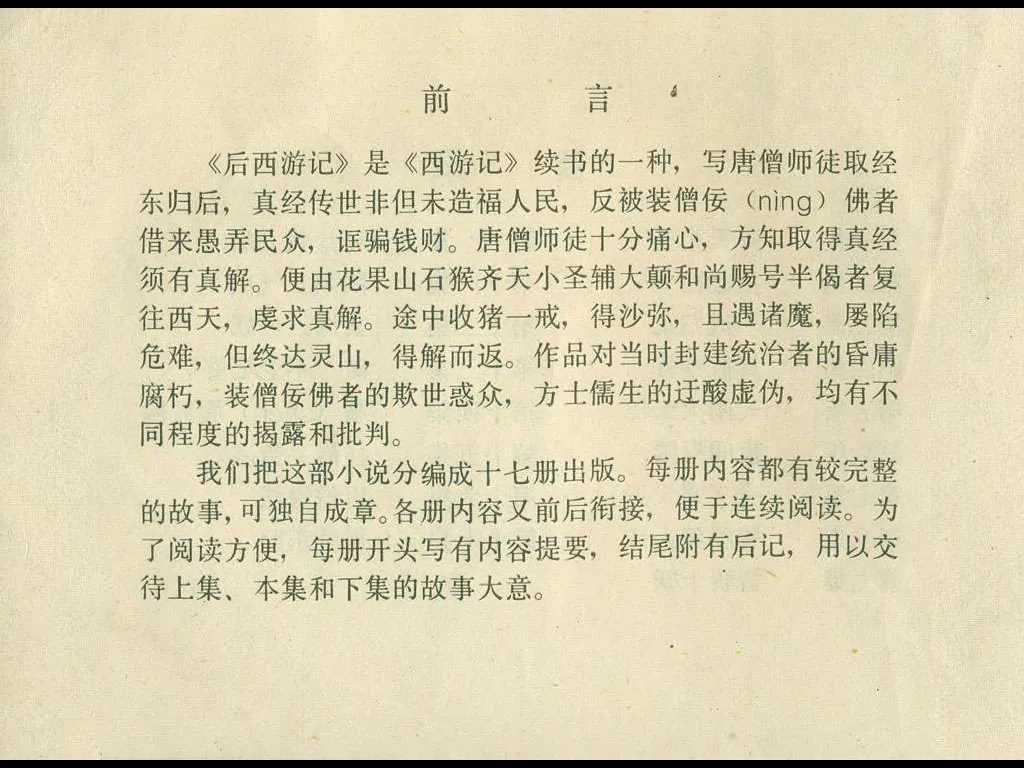 前言
《后西游记》是《西游记》续书的一种，写唐僧师徒取经
东归后，真经传世非但未造福人民，反被装僧佞（nìng）佛者
借来愚弄民众，诓骗钱财。唐僧师徒十分痛心，方知取得真经
须有真解。便由花果山石猴齐天小圣辅大颠和尚赐号半偈者复
往西天，虔求真解。途中收猪一戒，得沙弥，且遇诸魔，屡陷
危难，但终达灵山，得解而返。作品对当时封建统治者的昏庸
腐朽，装僧佞佛者的欺世惑众，方士儒生的迂酸虚伪，均有不
同程度的揭露和批判。
我们把这部小说分编成十七册出版。每册内容都有较完整
的故事，可独自成章。各册内容又前后衔接，便于连续阅读。为
了阅读方便，每册开头写有内容提要，结尾附有后记，用以交
待上集、本集和下集的故事大意。